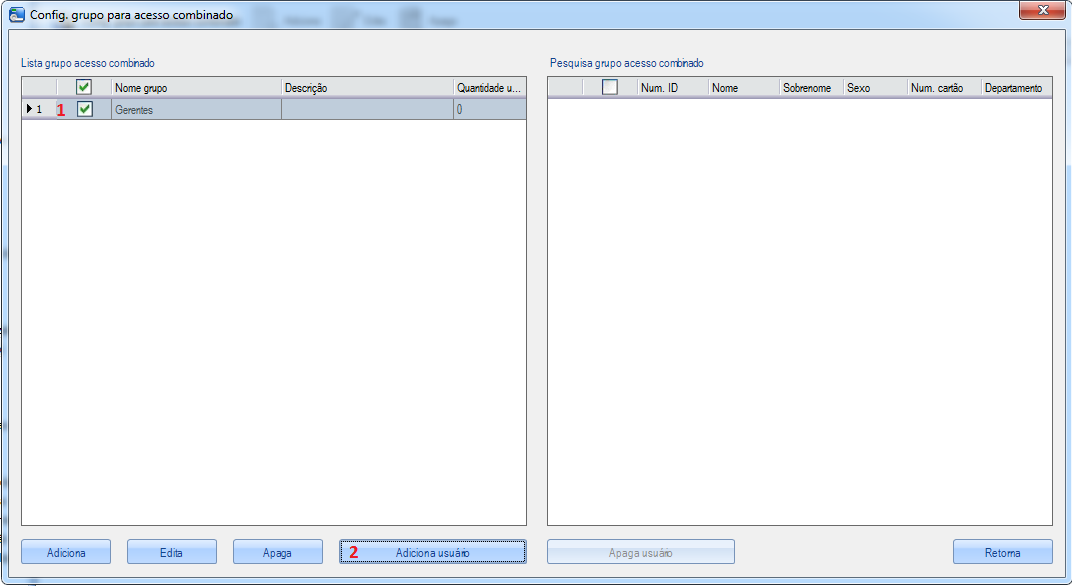 Config. grupo para acesso combinado
Lista grupo acesso combinado
Pesquisa grupo acesso combinado
Nome grupo Descrição Quantidade u...
Num. ID Nome Sobrenome Sexo Num. cartão Departamento
1 1 Gerentes 0
Adiciona Edita Apaga 2 Adiciona usuário Apaga usuário Retorna